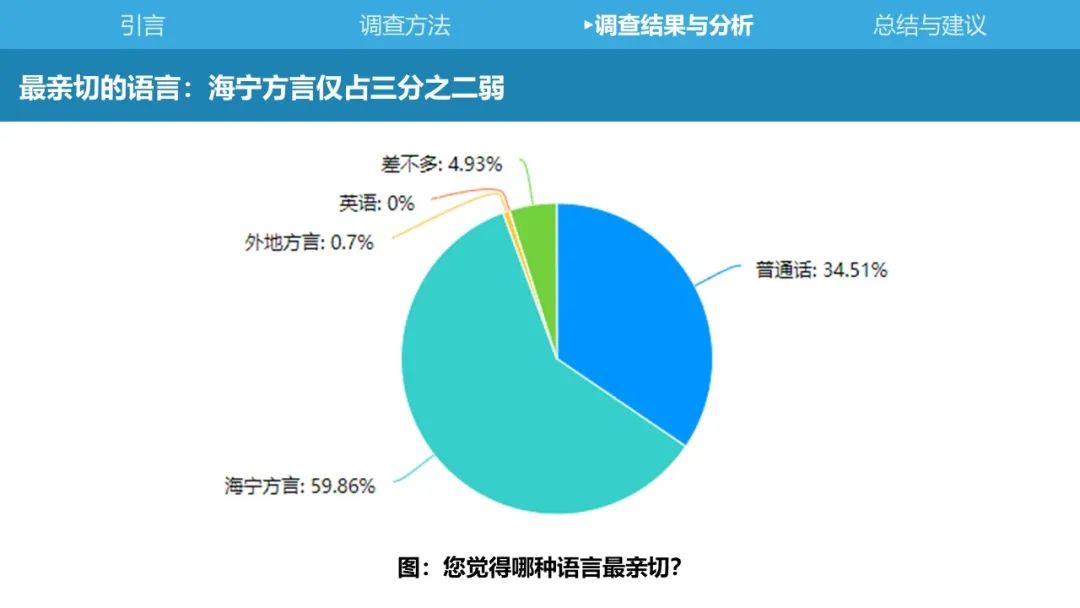 引言
调查方法
▸调查结果与分析
总结与建议
最亲切的语言：海宁方言仅占三分之二弱
差不多: 4.93%
英语: 0%
外地方言: 0.7%
普通话: 34.51%
海宁方言: 59.86%
图：您觉得哪种语言最亲切？